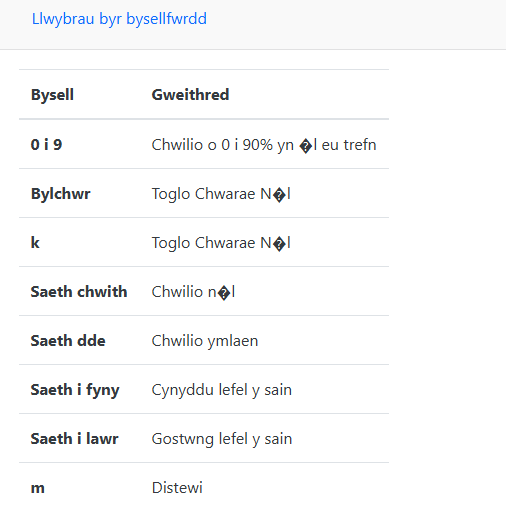 Llwybrau byr bysellfwrdd
Bysell Gweithred
0 i 9 Chwilio o 0 i 90% yn �l eu trefn
Bylchwr Toglo Chwarae N�l
k Toglo Chwarae N�l
Saeth chwith Chwilio n�l
Saeth dde Chwilio ymlaen
Saeth i fyny Cynyddu lefel y sain
Saeth i lawr Gostwng lefel y sain
m Distewi